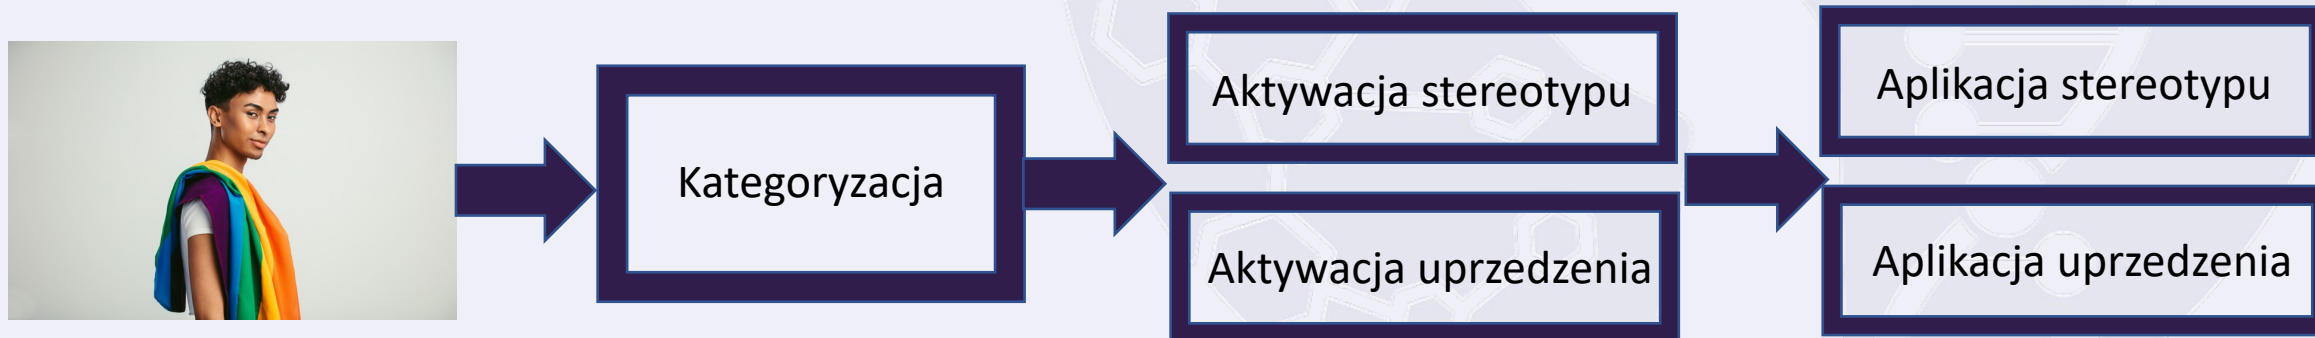 Kategoryzacja
Aktywacja stereotypu
Aktywacja uprzedzenia
Aplikacja stereotypu
Aplikacja uprzedzenia